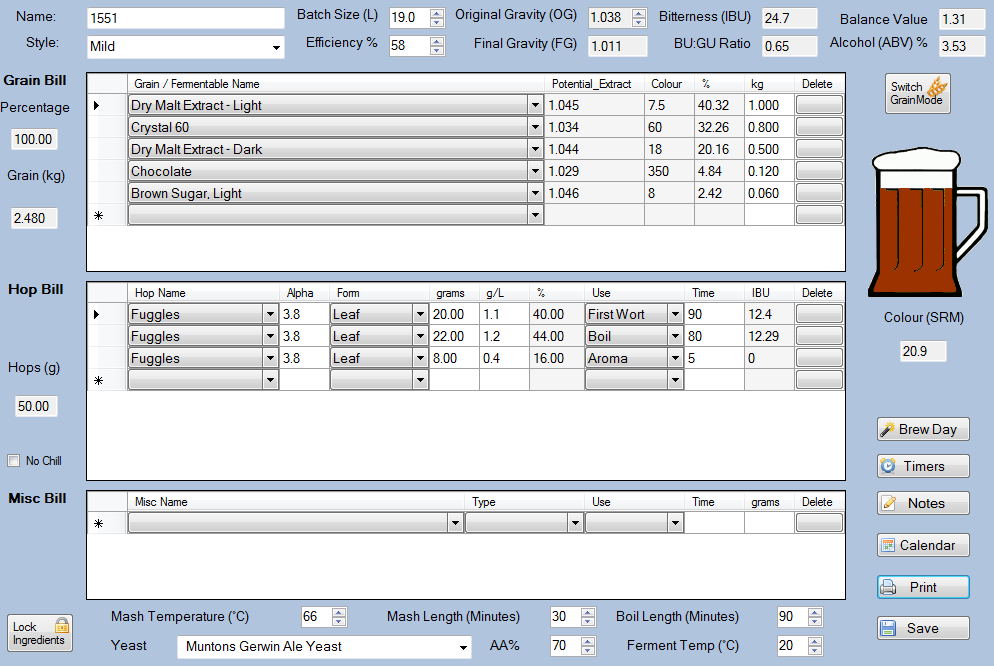 Name: 1551 Batch Size (L) 19.0 Original Gravity (OG) 1.038 Bitterness (IBU) 24.7 Balance Value 1.31
Style: Mild Efficiency % 58 Final Gravity (FG) 1.011 BU:GU Ratio 0.65 Alcohol (ABV) % 3.53
Grain Bill
Percentage
100.00
Grain (kg)
2.480
Grain / Fermentable Name Potential_Extract Colour % kg Delete
Dry Malt Extract - Light 1.045 7.5 40.32 1.000
Crystal 60 1.034 60 32.26 0.800
Dry Malt Extract - Dark 1.044 18 20.16 0.500
Chocolate 1.029 350 4.84 0.120
Brown Sugar, Light 1.046 8 2.42 0.060
*
Switch
GrainMode
Colour (SRM)
20.9
Hop Bill
Hops (g)
50.00
No Chill
Hop Name Alpha Form grams g/L % Use Time IBU Delete
Fuggles 3.8 Leaf 20.00 1.1 40.00 First Wort 90 12.4
Fuggles 3.8 Leaf 22.00 1.2 44.00 Boil 80 12.29
Fuggles 3.8 Leaf 8.00 0.4 16.00 Aroma 5 0
*
Brew Day
Timers
Notes
Calendar
Print
Save
Misc Bill
Misc Name Type Use Time grams Delete
*
Lock
Ingredients
Mash Temperature (°C) 66 Mash Length (Minutes) 30 Boil Length (Minutes) 90
Yeast Muntons Gerwin Ale Yeast AA% 70 Ferment Temp (°C) 20